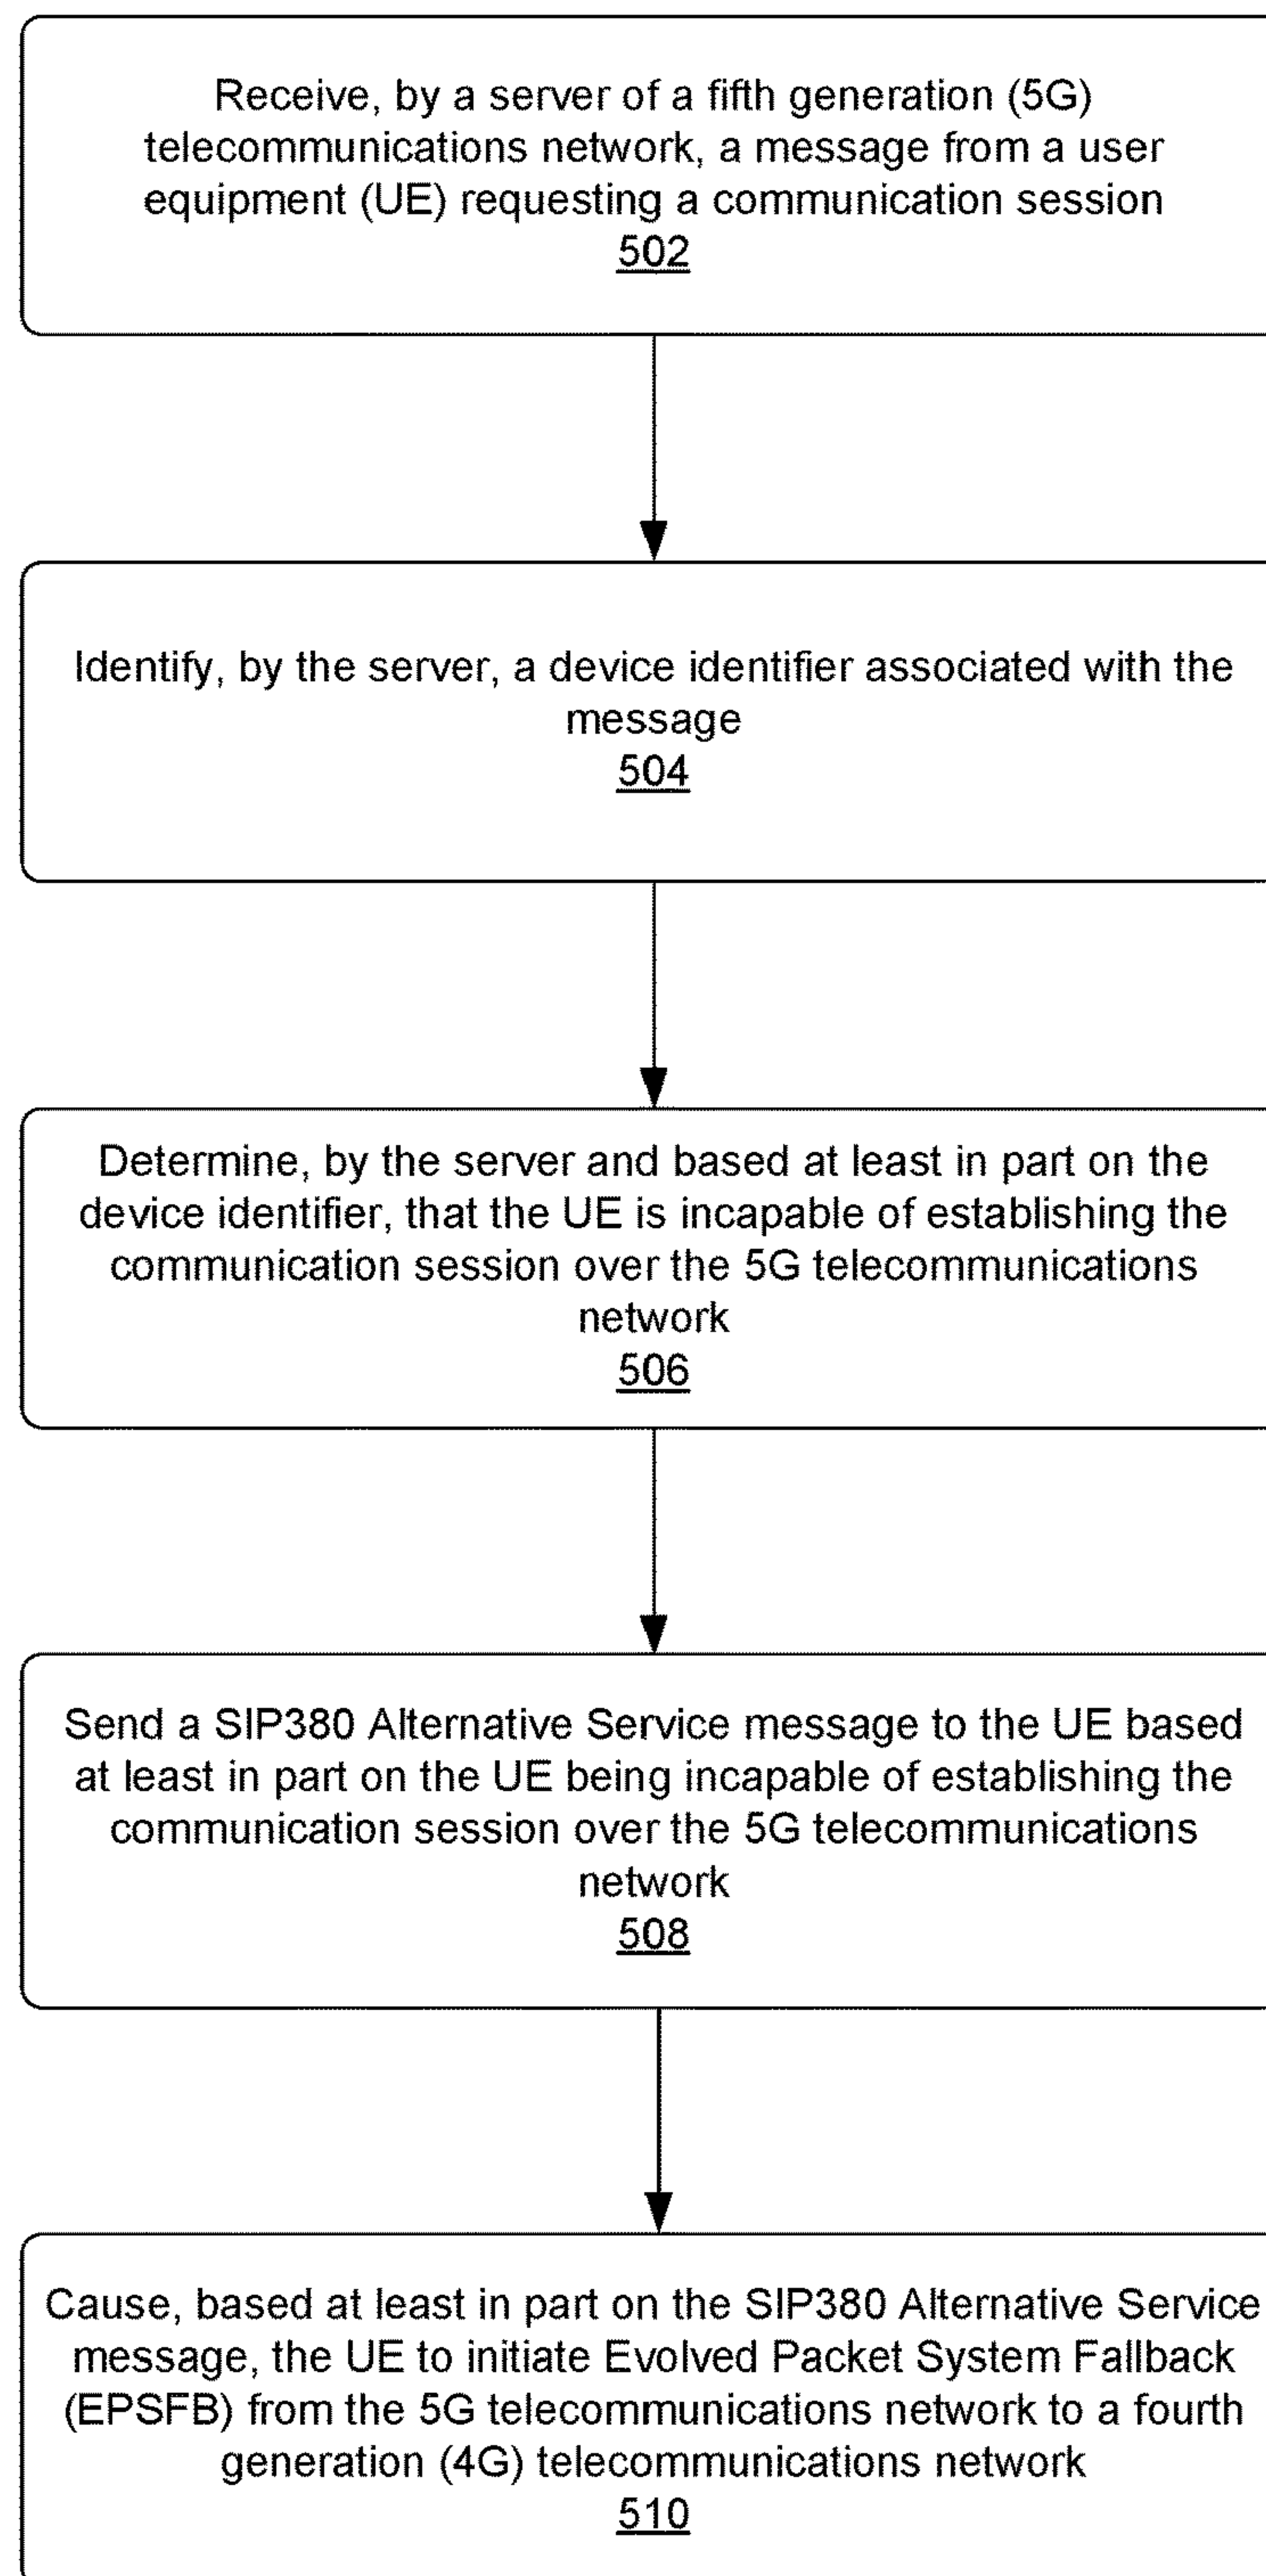 Receive, by a server of a fifth generation (5G)
telecommunications network, a message from a user
equipment (UE) requesting a communication session
502
Identify, by the server, a device identifier associated with the
message
504
Determine, by the server and based at least in part on the
device identifier, that the UE is incapable of establishing the
communication session over the 5G telecommunications
network
506
Send a SIP380 Alternative Service message to the UE based
at least in part on the UE being incapable of establishing the
communication session over the 5G telecommunications
network
508
Cause, based at least in part on the SIP380 Alternative Service
message, the UE to initiate Evolved Packet System Fallback
(EPSFB) from the 5G telecommunications network to a fourth
generation (4G) telecommunications network
510